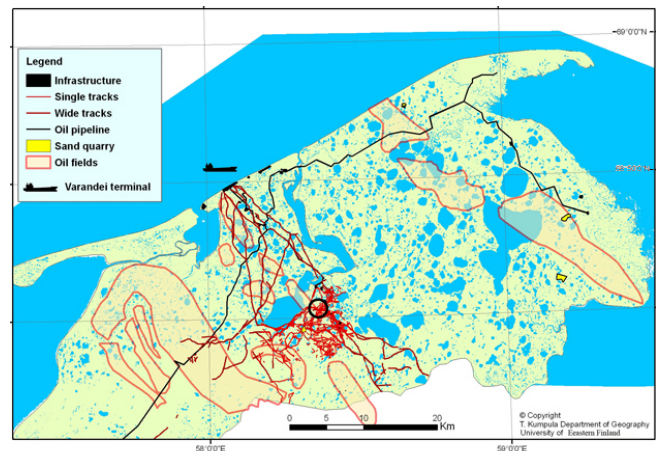 69°0'0"N
Legend
Infrastructure
Single tracks
Wide tracks
Oil pipeline
Sand quarry
Oil fields
Varandei terminal
0 5 10 20
Km
© Copyright
T. Kumpula Department of Geography
University of Eeastern Finland
58°0'0"E
59°0'0"E